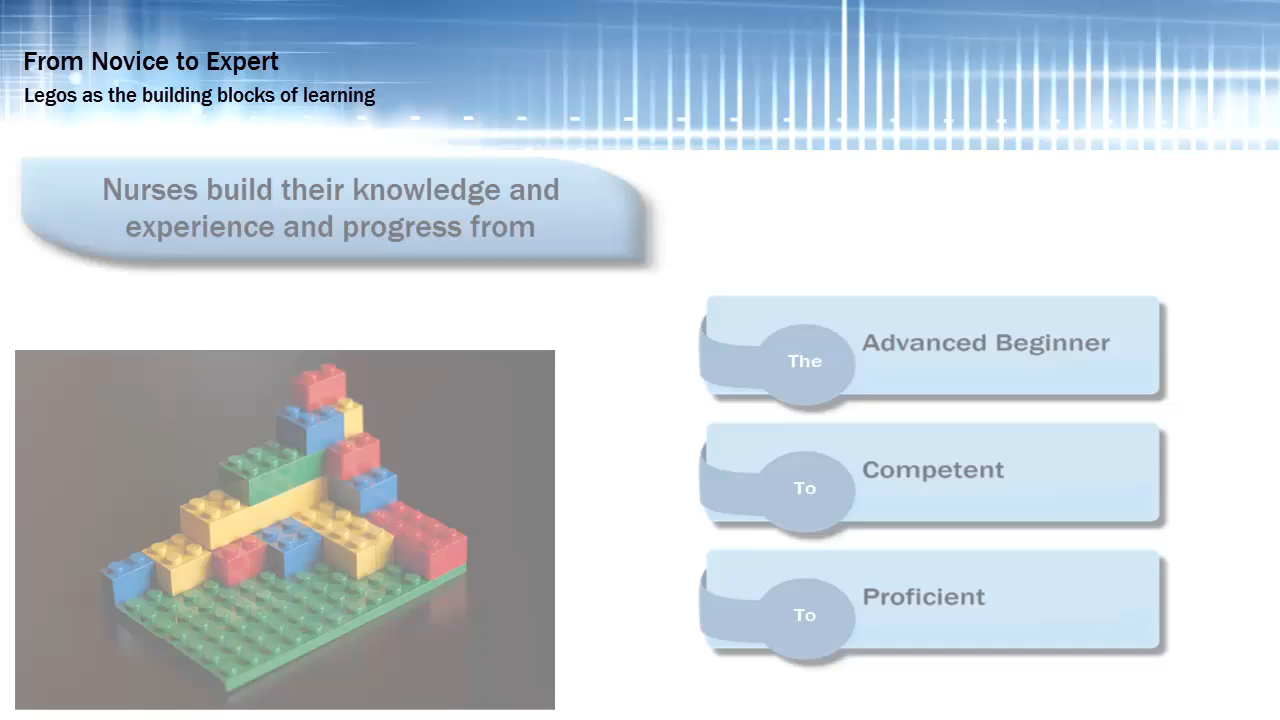 From Novice to Expert
Legos as the building blocks of learning
Nurses build their knowledge and
experience and progress from
The
Advanced Beginner
To
Competent
To
Proficient